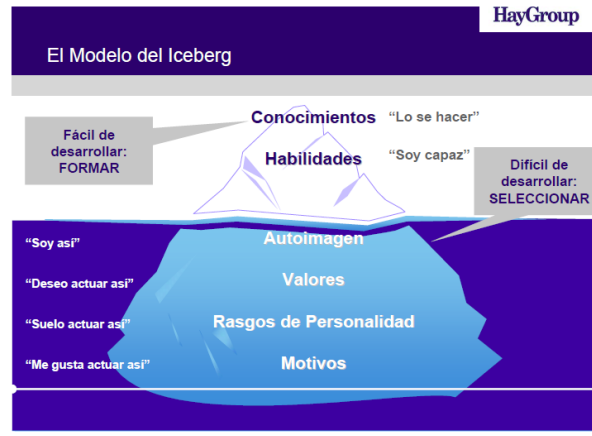 HayGroup
El Modelo del Iceberg
Conocimientos "Lo se hacer"
Fácil de
desarrollar:
FORMAR
Habilidades "Soy capaz"
Difícil de
desarrollar:
SELECCIONAR
"Soy así" Autoimagen
"Deseo actuar así" Valores
"Suelo actuar así" Rasgos de Personalidad
"Me gusta actuar así" Motivos